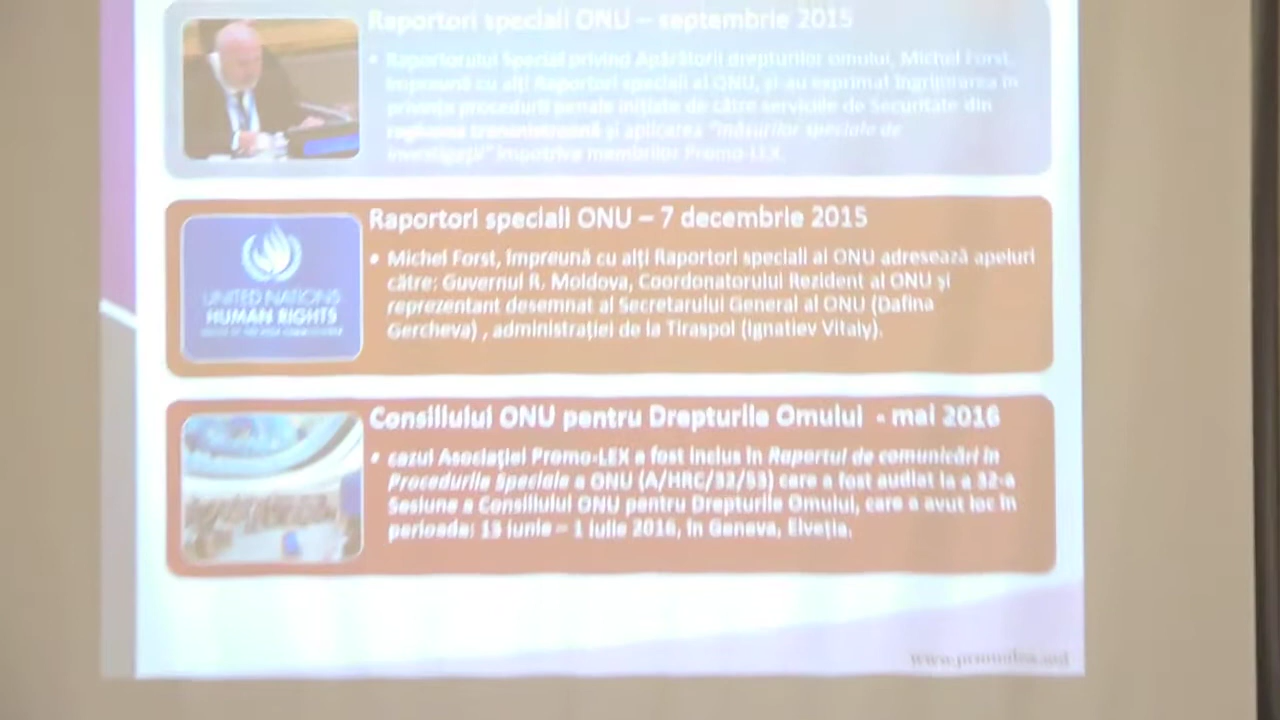 Raportori speciali ONU – septembrie 2015
• Raportorului Special privind Apărătorii drepturilor omului, Michel Forst,
împreună cu alți Raportori speciali al ONU, și-au exprimat îngrijorarea în
privința procedurii penale inițiate de către serviciile de Securitate din
regiunea transnistreană și aplicarea "măsurilor speciale de
investigații" împotriva membrilor Promo-LEX.
Raportori speciali ONU – 7 decembrie 2015
• Michel Forst, împreună cu alți Raportori speciali al ONU adresează apeluri
către: Guvernul R. Moldova, Coordonatorului Rezident al ONU și
reprezentant desemnat al Secretarului General al ONU (Dafina
Gercheva) , administrației de la Tiraspol (Ignatiev Vitaly).
UNITED NATIONS
HUMAN RIGHTS
Consiliului ONU pentru Drepturile Omului - mai 2016
• cazul Asociației Promo-LEX a fost inclus în Raportul de comunicări în
Procedurile Speciale a ONU (A/HRC/32/53) care a fost audiat la a 32-a
Sesiune a Consiliului ONU pentru Drepturile Omului, care a avut loc în
perioada: 13 iunie – 1 iulie 2016, în Geneva, Elveția.
www.promolex.md